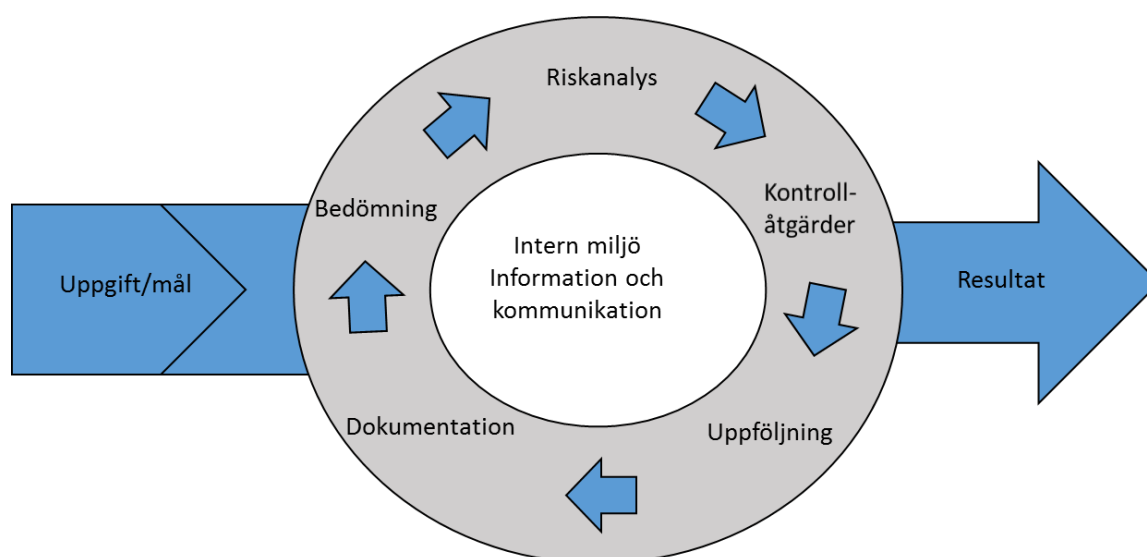 Riskanalys
Kontroll-
åtgärder
Bedömning
Intern miljö
Information och
kommunikation
Uppgift/mål
Resultat
Dokumentation
Uppföljning